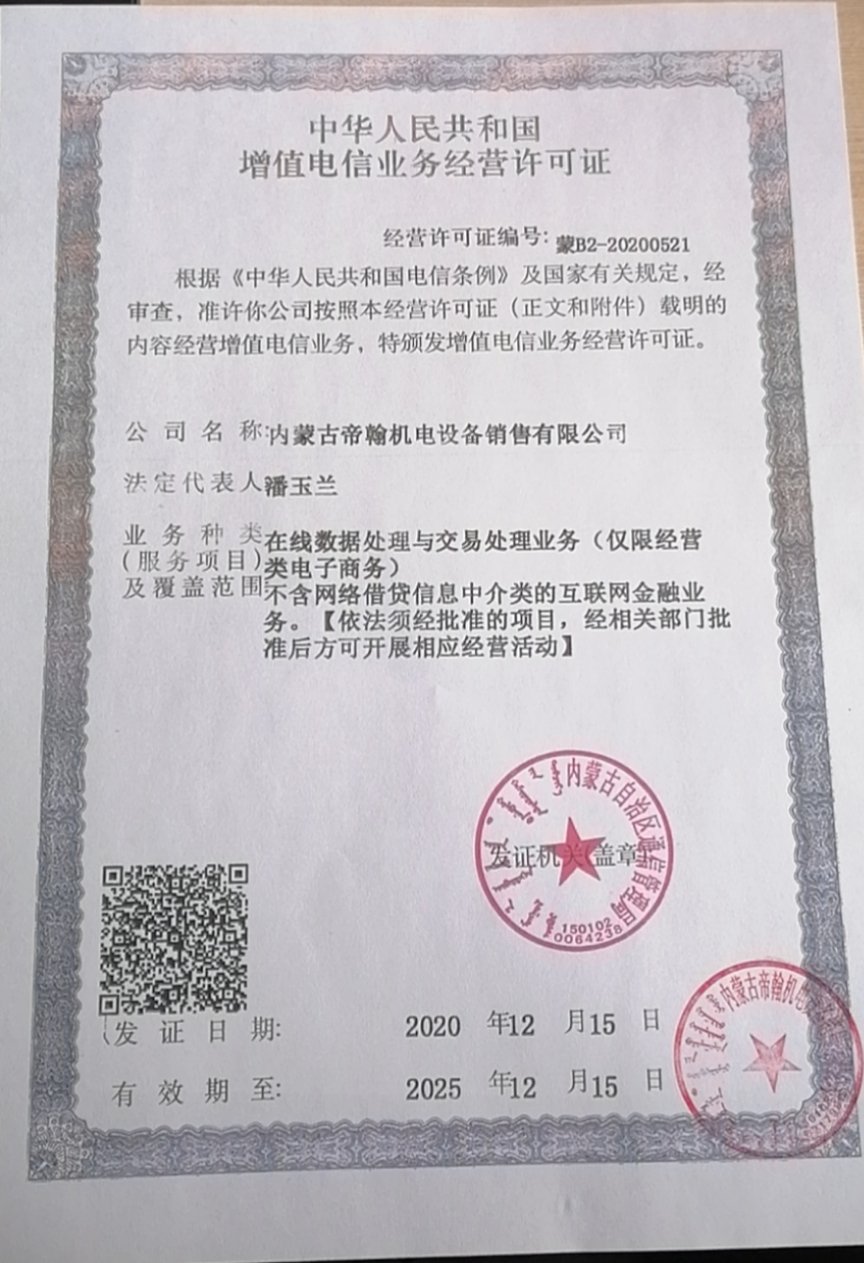 中华人民共和国
增值电信业务经营许可证
经营许可证编号: 蒙B2-20200521
根据《中华人民共和国电信条例》及国家有关规定，经
审查，准许你公司按照本经营许可证（正文和附件）载明的
内容经营增值电信业务，特颁发增值电信业务经营许可证。
公司名称:内蒙古帝翰机电设备销售有限公司
法定代表人潘玉兰
业务种类
(服务项目)
及覆盖范围
在线数据处理与交易处理业务（仅限经营
类电子商务）
不含网络借贷信息中介类的互联网金融业
务。【依法须经批准的项目，经相关部门批
准后方可开展相应经营活动】
内蒙古自治区通信管理局
发证机关(盖章)
150102
0064238
发证日期: 2020 年12 月15 日
有效期至: 2025 年12 月15 日
内蒙古帝翰机电